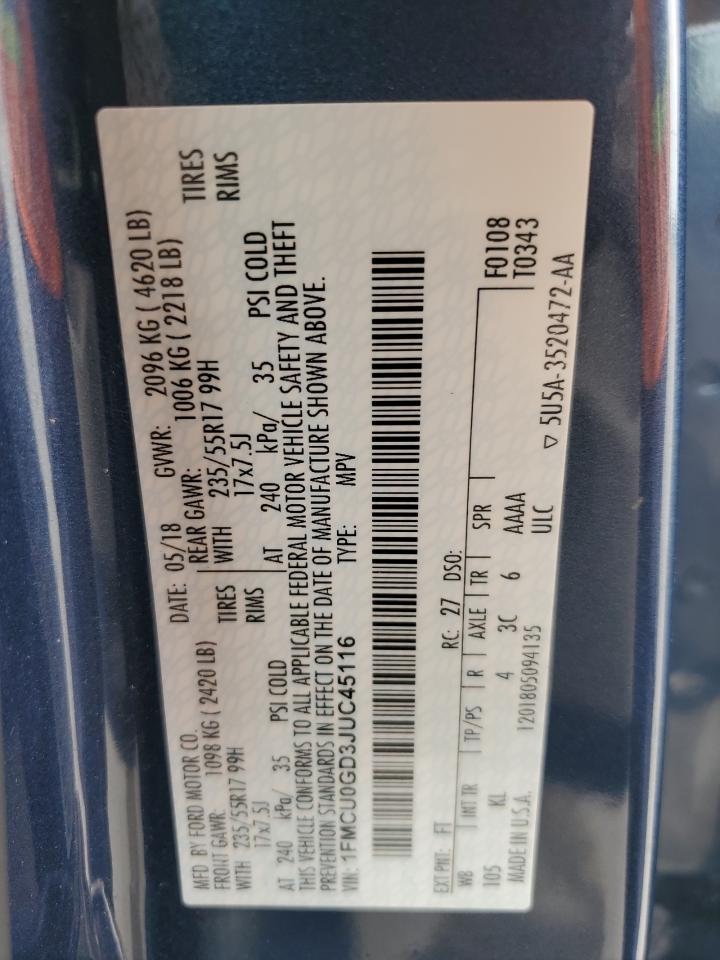 MFD BY FORD MOTOR CO.
DATE: 05/18 GVWR: 2096 KG ( 4620 LB)
FRONT GAWR: 1098 KG ( 2420 LB) REAR GAWR: 1006 KG ( 2218 LB)
WITH 235/55R17 99H TIRES WITH 235/55R17 99H TIRES
17x7.5J RIMS 17x7.5J RIMS
AT 240 kPa/ 35 PSI COLD AT 240 kPa/ 35 PSI COLD
THIS VEHICLE CONFORMS TO ALL APPLICABLE FEDERAL MOTOR VEHICLE SAFETY AND THEFT
PREVENTION STANDARDS IN EFFECT ON THE DATE OF MANUFACTURE SHOWN ABOVE.
VIN: 1FMCU0GD3JUC45116 TYPE: MPV
EXT PNT: FT RC: 27 DSO:
WB INT TR TP/PS R AXLE TR SPR F0108
105 KL 4 3C 6 AAAA T0343
MADE IN U.S.A. 1201805094135 ULC
▽ 5U5A-3520472-AA